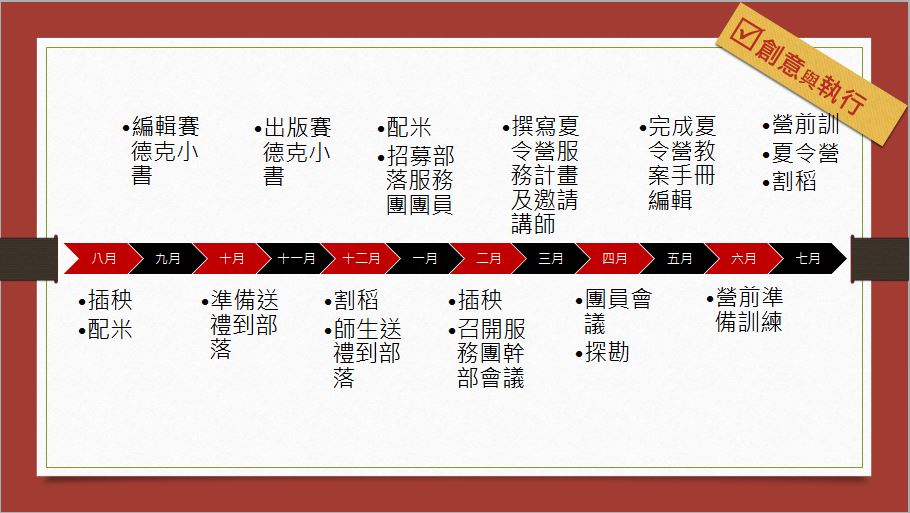 創意與執行
•編輯賽
德克小
書
•出版賽
德克小
書
•配米
•招募部
落服務
團團員
•撰寫夏
令營服
務計畫
及邀請
講師
•完成夏
令營教
案手冊
編輯
•營前訓
•夏令營
•割稻
八月
九月
十月
十一月
十二月
一月
二月
三月
四月
五月
六月
七月
•插秧
•配米
•準備送
禮到部
落
•割稻
•師生送
禮到部
落
•插秧
•召開服
務團幹
部會議
•團員會
議
•探勘
•營前準
備訓練